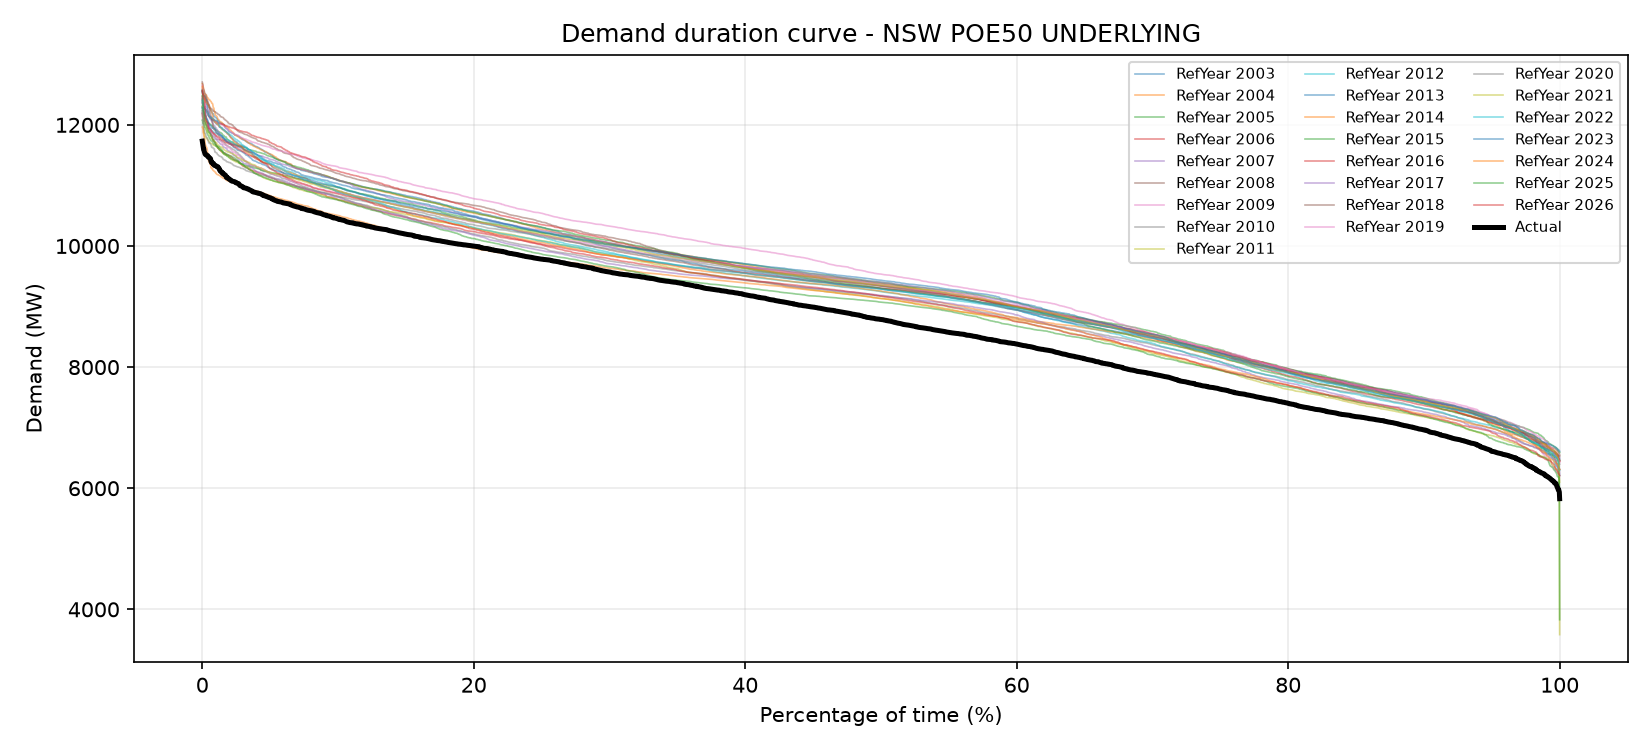 Demand duration curve - NSW POE50 UNDERLYING
Demand (MW)
12000
10000
8000
6000
4000
0
20
40
60
80
100
Percentage of time (%)
RefYear 2003
RefYear 2004
RefYear 2005
RefYear 2006
RefYear 2007
RefYear 2008
RefYear 2009
RefYear 2010
RefYear 2011
RefYear 2012
RefYear 2013
RefYear 2014
RefYear 2015
RefYear 2016
RefYear 2017
RefYear 2018
RefYear 2019
RefYear 2020
RefYear 2021
RefYear 2022
RefYear 2023
RefYear 2024
RefYear 2025
RefYear 2026
Actual